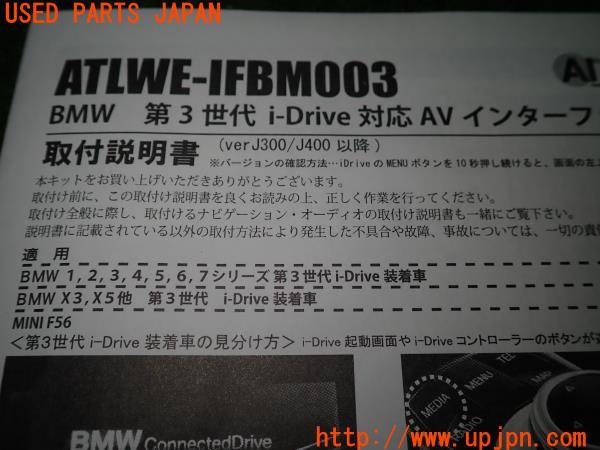 USED PARTS JAPAN
ATLWE-IFBM003
BMW 第3世代 i-Drive 対応 AV インターフ
取付説明書 (verJ300/J400 以降)
※バージョンの確認方法…iDriveのMENUボタンを10秒押し続けると、画面の左上
本キットをお買い上げいただきありがとうございます。
取付け前に、この取付け説明書を良くお読みの上、正しく作業を行ってください。
取付け全般に際し、取付けるナビゲーション・オーディオの取付け説明書も一緒にご覧下さい。
説明書に記載されている以外の取付方法により発生した不具合や故障、事故については、一切の責
適用
BMW 1, 2, 3, 4, 5, 6, 7シリーズ 第3世代 i-Drive 装着車
BMW X3, X5他 第3世代 i-Drive 装着車
MINI F56
<第3世代 i-Drive 装着車の見分け方> i-Drive 起動画面や i-Drive コントローラーのボタンが
MEDIA
MENU
TEL
MAP
RADIO
BMW ConnectedDrive
USED PARTS JAPAN
http://www.upjpn.com/